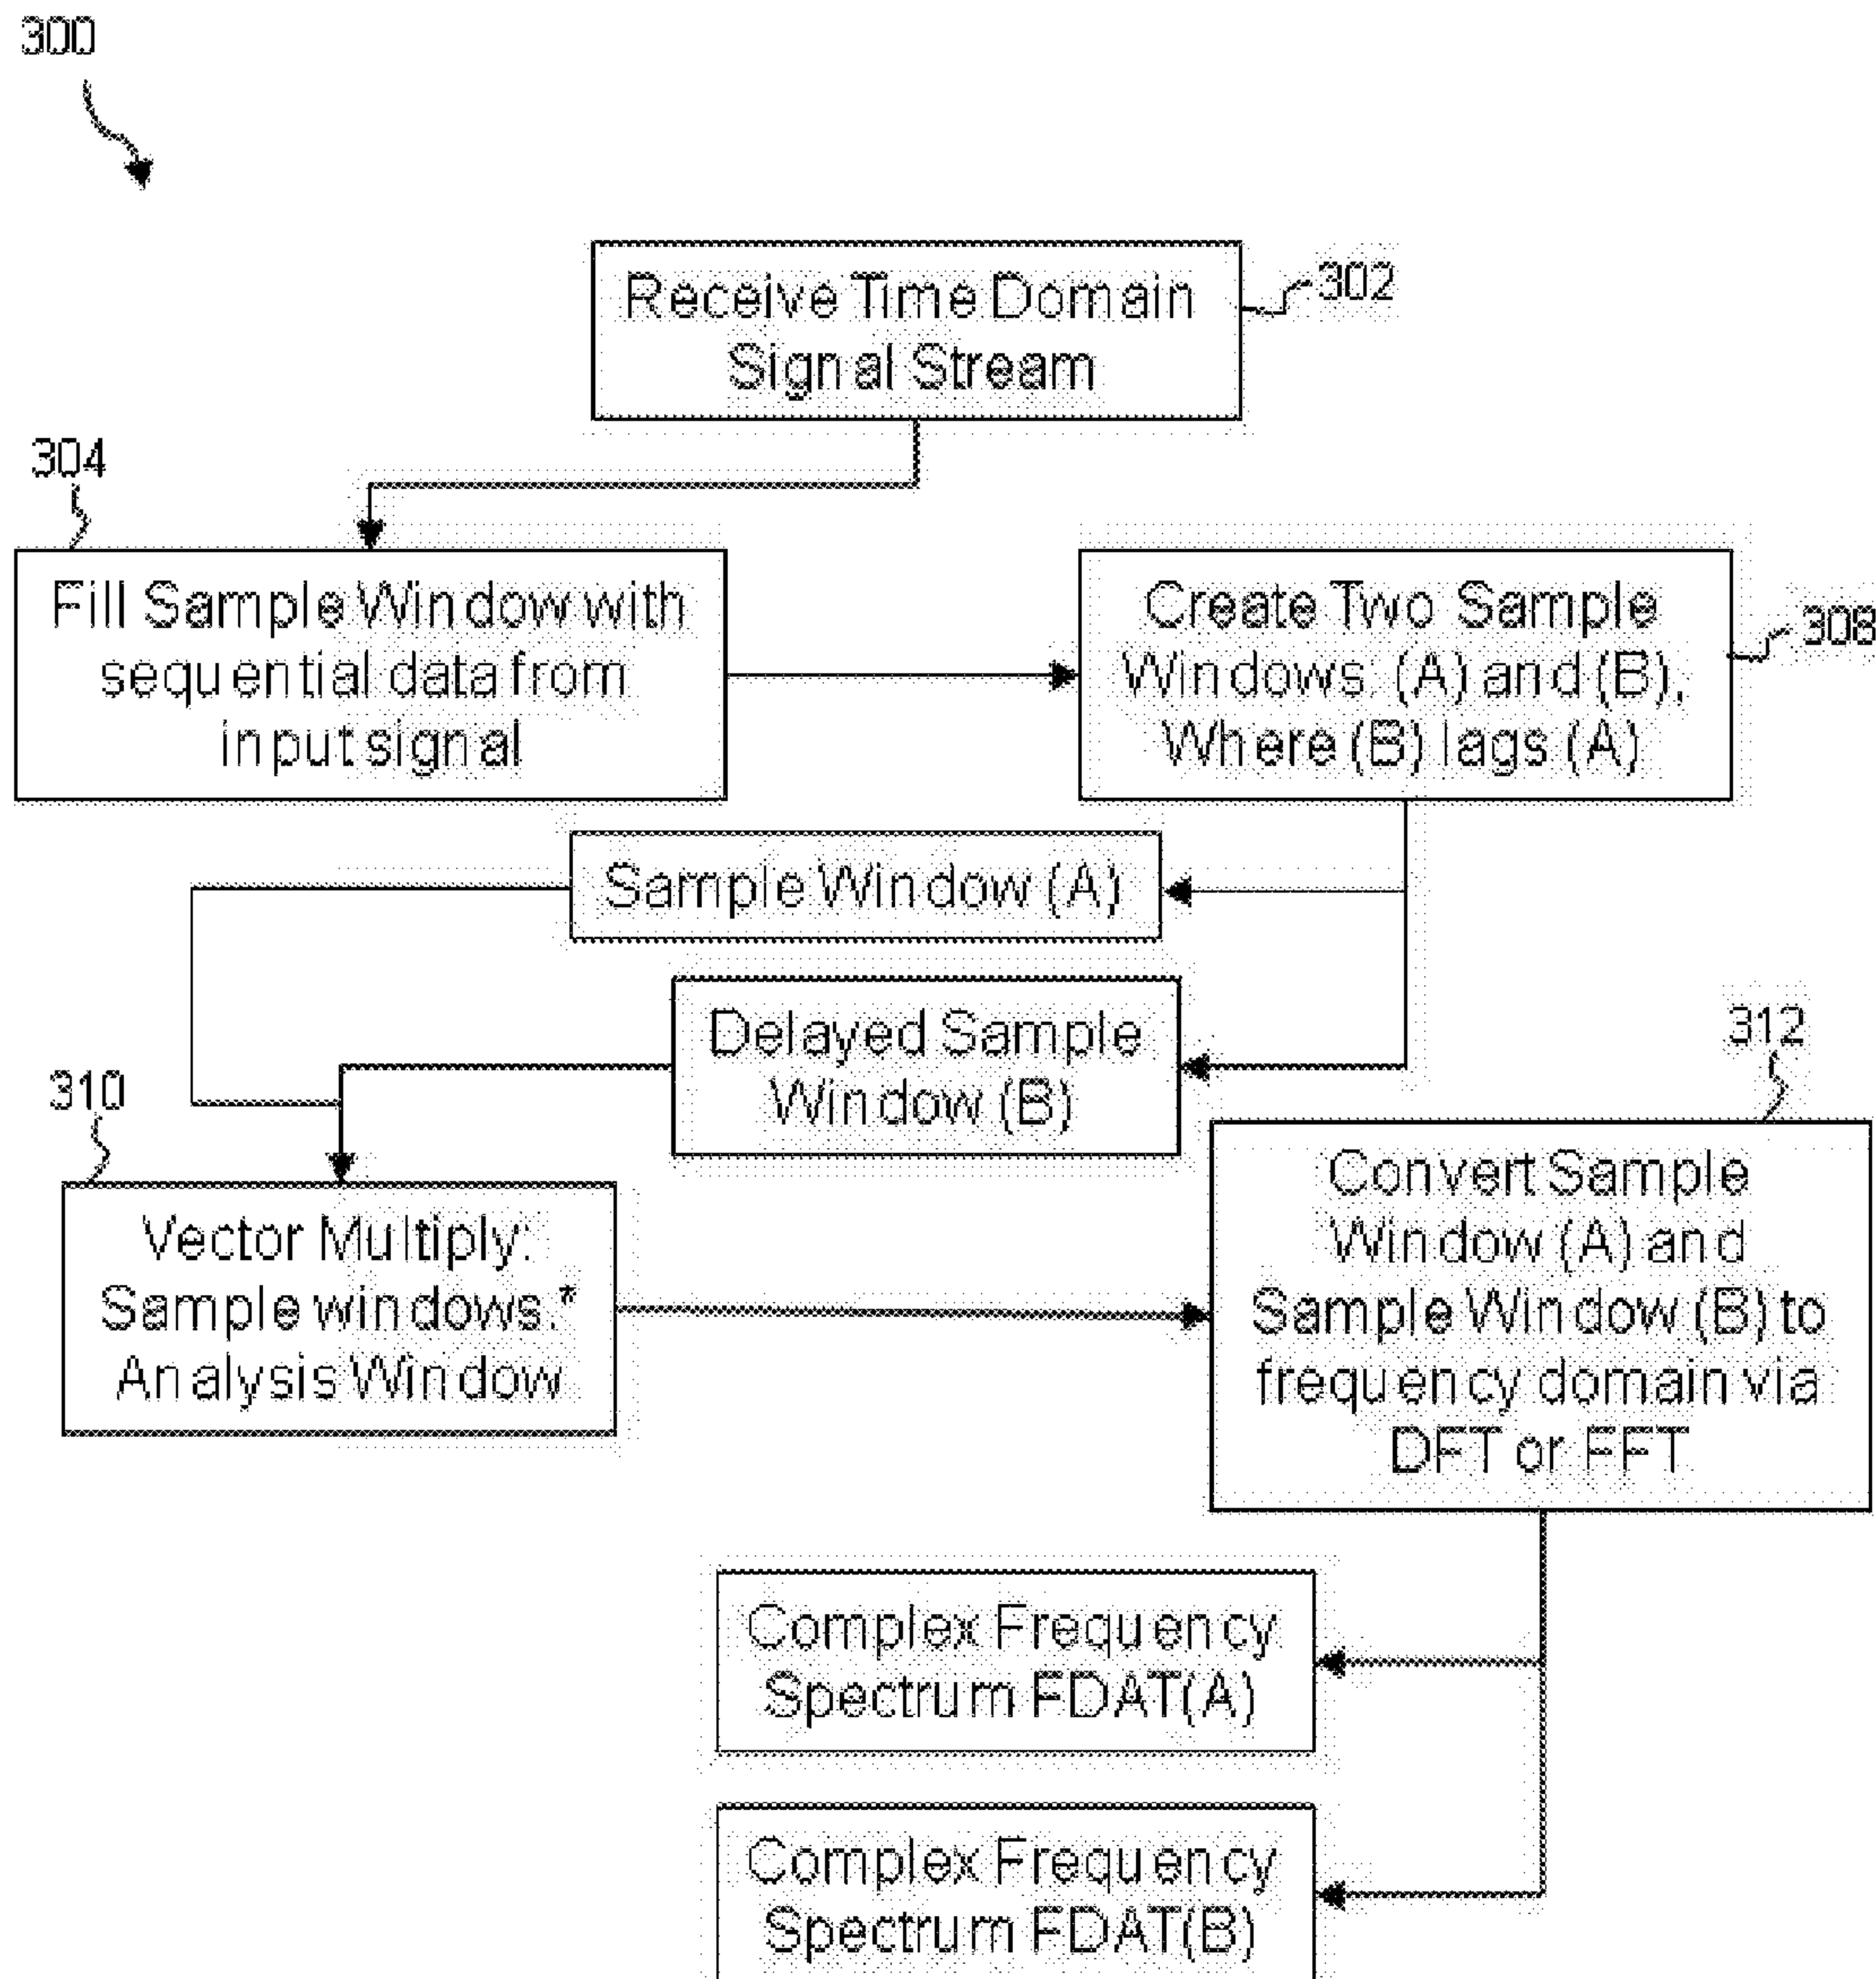 300
Receive Time Domain
Signal Stream
302
304
Fill Sample Window with
sequential data from
input signal
Create Two Sample
Windows, (A) and (B),
Where (B) lags (A)
308
Sample Window (A)
Delayed Sample
Window (B)
310
Vector Multiply:
Sample windows.*
Analysis Window
312
Convert Sample
Window (A) and
Sample Window (B) to
frequency domain via
DFT or FFT
Complex Frequency
Spectrum FDAT(A)
Complex Frequency
Spectrum FDAT(B)